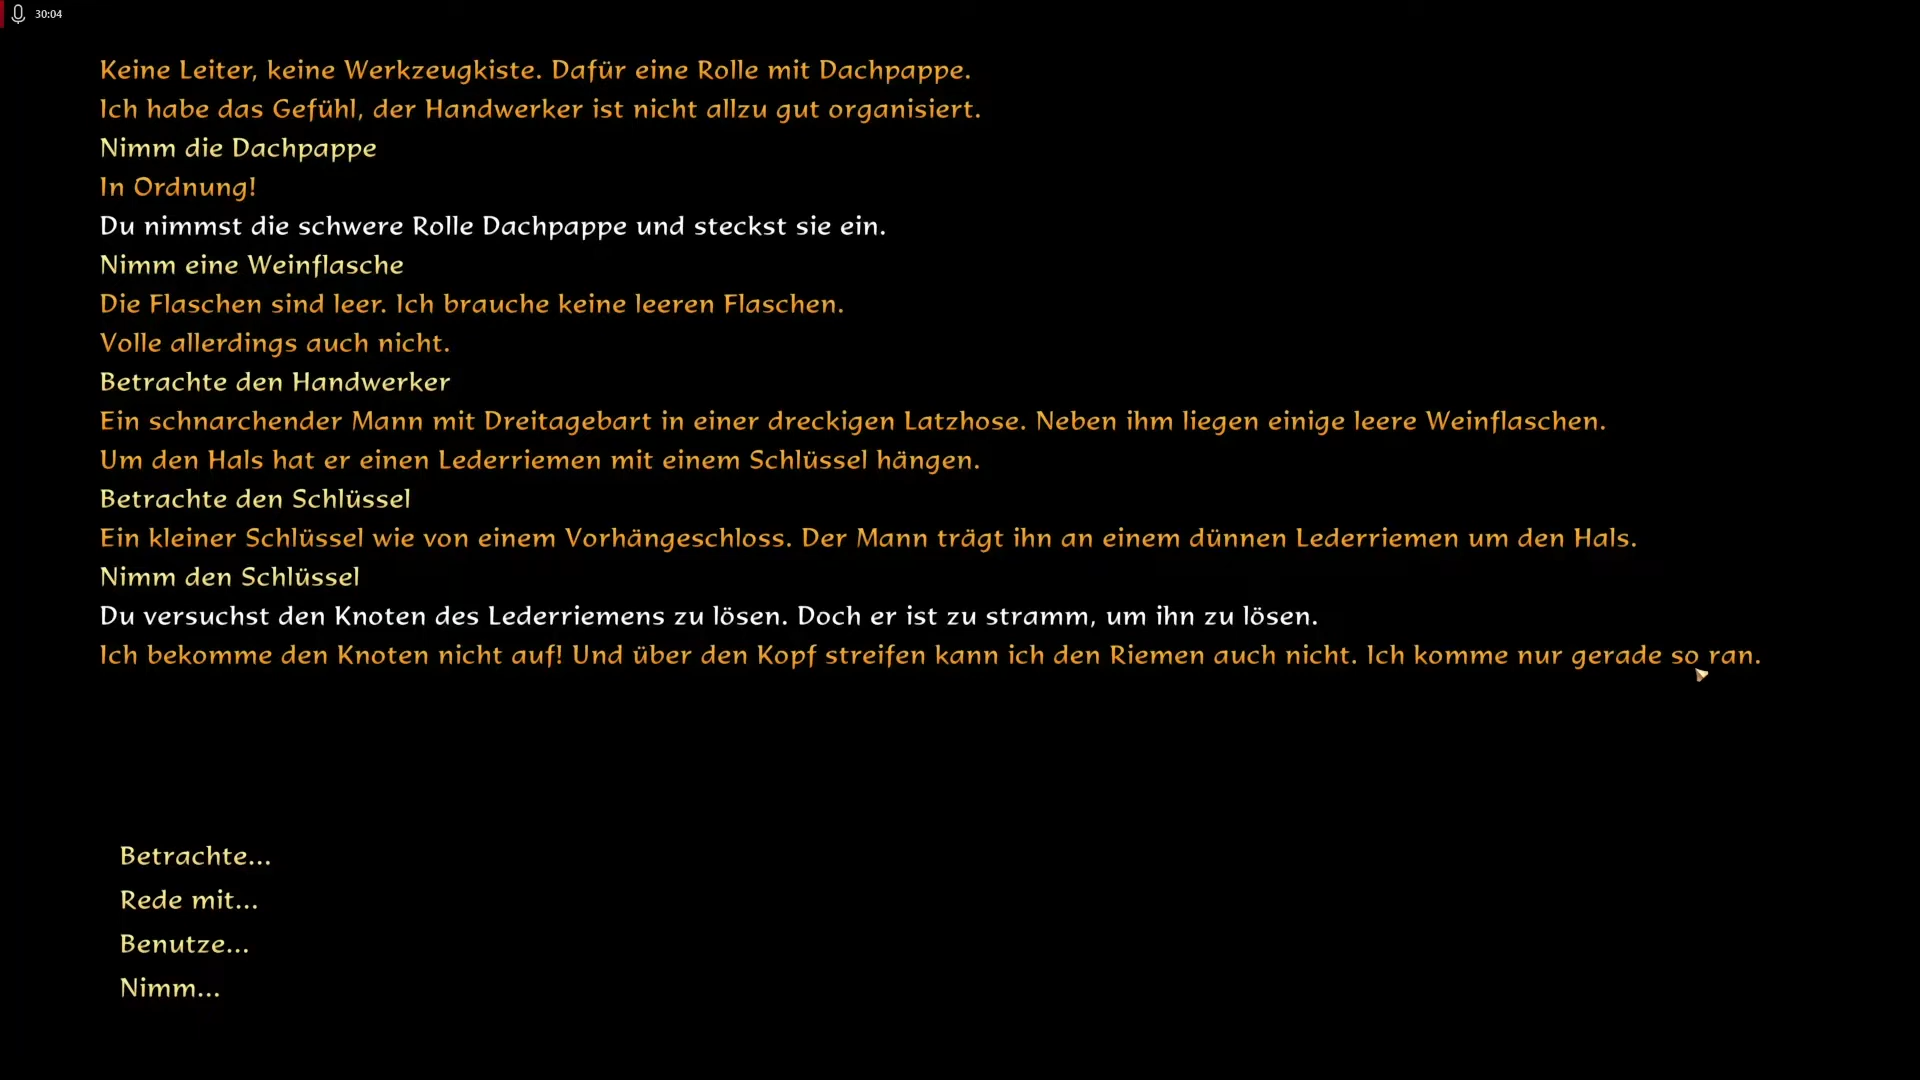 30:04
Keine Leiter, keine Werkzeugkiste. Dafür eine Rolle mit Dachpappe.
Ich habe das Gefühl, der Handwerker ist nicht allzu gut organisiert.
Nimm die Dachpappe
In Ordnung!
Du nimmst die schwere Rolle Dachpappe und steckst sie ein.
Nimm eine Weinflasche
Die Flaschen sind leer. Ich brauche keine leeren Flaschen.
Volle allerdings auch nicht.
Betrachte den Handwerker
Ein schnarchender Mann mit Dreitagebart in einer dreckigen Latzhose. Neben ihm liegen einige leere Weinflaschen.
Um den Hals hat er einen Lederriemen mit einem Schlüssel hängen.
Betrachte den Schlüssel
Ein kleiner Schlüssel wie von einem Vorhängeschloss. Der Mann trägt ihn an einem dünnen Lederriemen um den Hals.
Nimm den Schlüssel
Du versuchst den Knoten des Lederriemens zu lösen. Doch er ist zu stramm, um ihn zu lösen.
Ich bekomme den Knoten nicht auf! Und über den Kopf streifen kann ich den Riemen auch nicht. Ich komme nur gerade so ran.
Betrachte...
Rede mit...
Benutze...
Nimm...